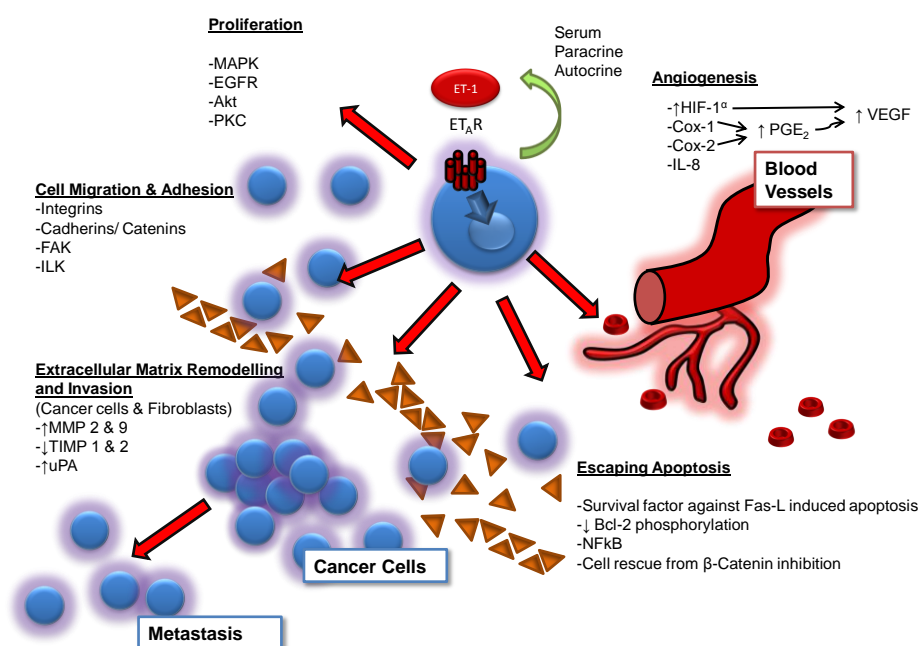 Proliferation
-MAPK
-EGFR
-Akt
-PKC
ET-1
ET_AR
Serum
Paracrine
Autocrine
Angiogenesis
-↑HIF-1^α
-Cox-1
-Cox-2
-IL-8
↑ PGE₂
↑ VEGF
Blood
Vessels
Cell Migration & Adhesion
-Integrins
-Cadherins/ Catenins
-FAK
-ILK
Extracellular Matrix Remodelling
and Invasion
(Cancer cells & Fibroblasts)
-↑MMP 2 & 9
-↓TIMP 1 & 2
-↑uPA
Escaping Apoptosis
-Survival factor against Fas-L induced apoptosis
-↓ Bcl-2 phosphorylation
-NFkB
-Cell rescue from β-Catenin inhibition
Cancer Cells
Metastasis